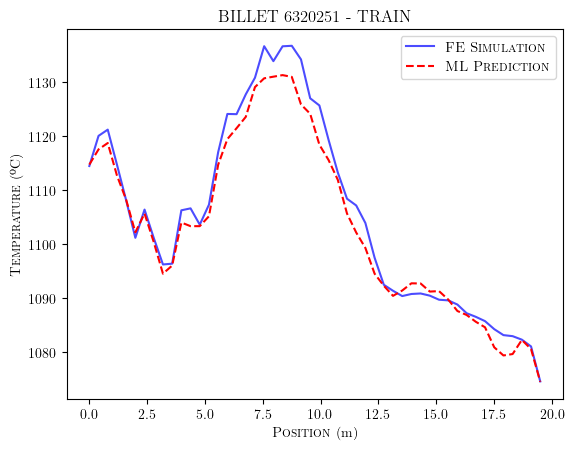 BILLET 6320251 - TRAIN
FE Simulation
ML Prediction
Temperature (ºC)
1130
1120
1110
1100
1090
1080
0.0 2.5 5.0 7.5 10.0 12.5 15.0 17.5 20.0
Position (m)